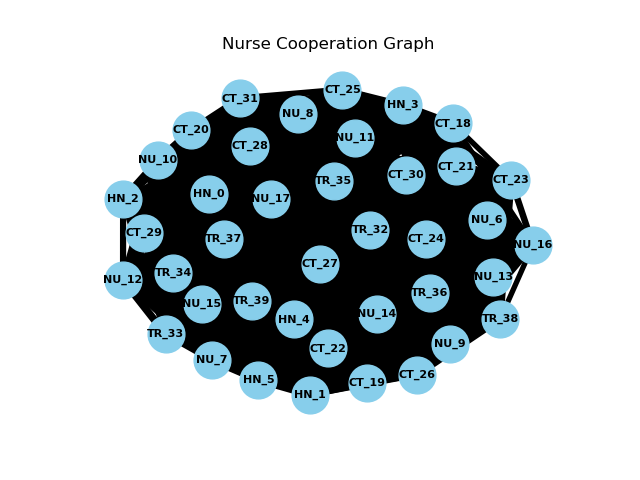 Nurse Cooperation Graph
CT_25
CT_31
HN_3
NU_8
CT_18
CT_20
NU_11
CT_28
NU_10
CT_21
CT_30
TR_35
CT_23
HN_0
HN_2
NU_17
NU_6
TR_32
CT_29
TR_37
CT_24
NU_16
CT_27
TR_34
NU_13
NU_12
TR_36
TR_39
NU_15
NU_14
HN_4
TR_38
TR_33
NU_9
CT_22
NU_7
CT_26
HN_5
CT_19
HN_1